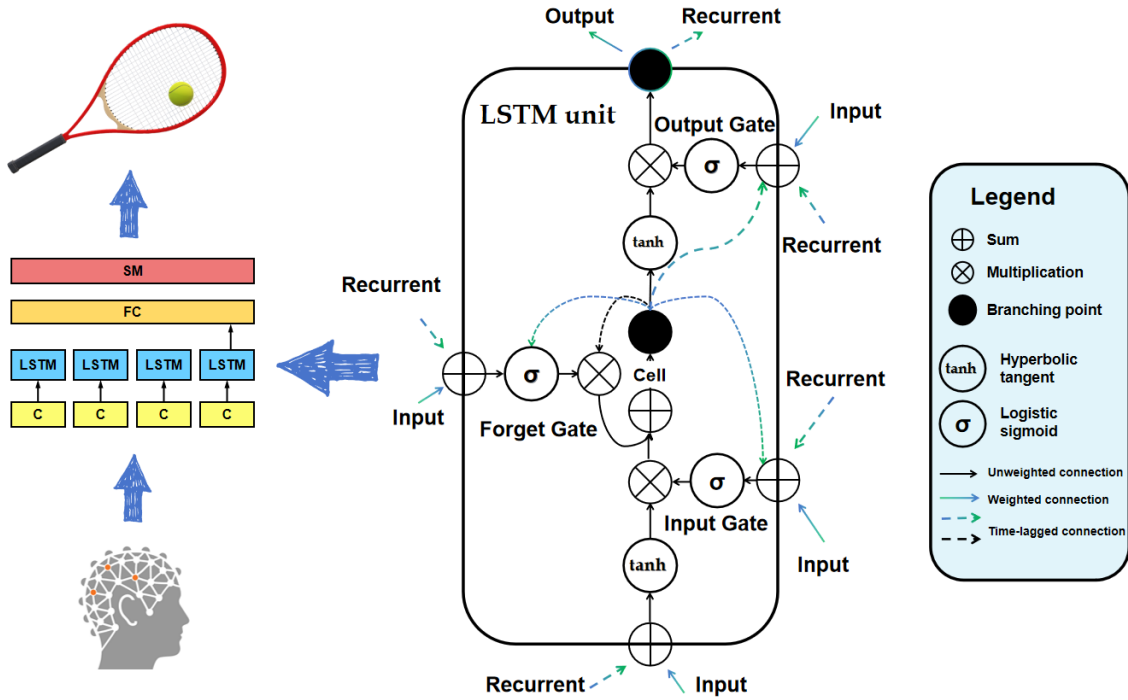 Output
Recurrent
LSTM unit
Output Gate
Input
σ
Recurrent
tanh
Recurrent
σ
Cell
Input
Forget Gate
Recurrent
σ
Input Gate
Input
tanh
Recurrent
Input
SM
FC
LSTM LSTM LSTM LSTM
C C C C
Legend
Sum
Multiplication
Branching point
tanh
Hyperbolic
tangent
σ
Logistic
sigmoid
Unweighted connection
Weighted connection
Time-lagged connection